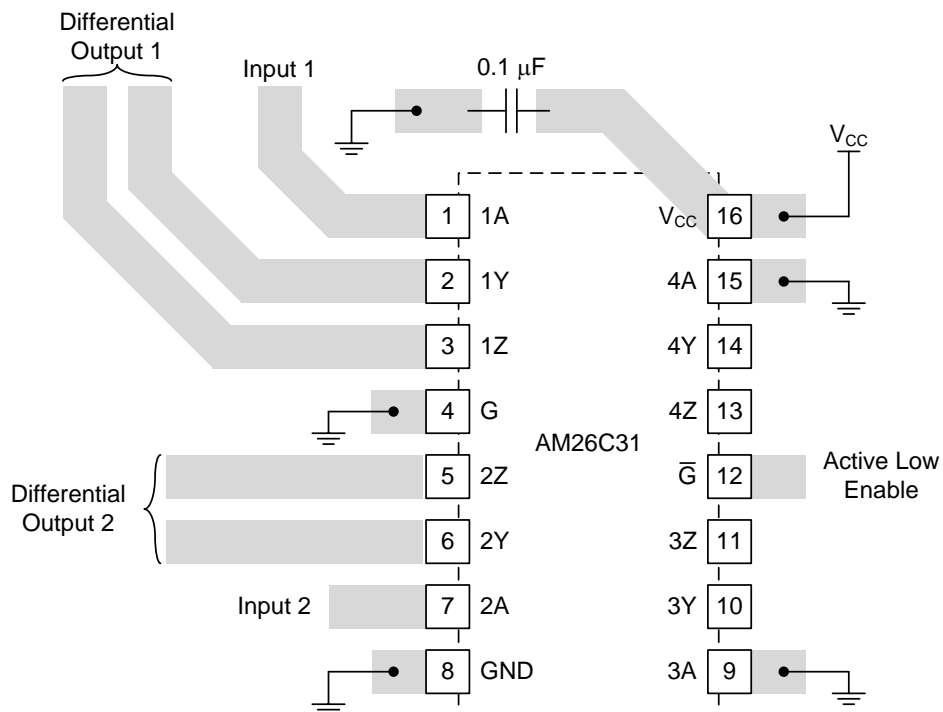 Differential
Output 1
Input 1
0.1 μF
VCC
1 1A
VCC 16
2 1Y
4A 15
3 1Z
4Y 14
4 G
4Z 13
AM26C31
5 2Z
G̅ 12
Active Low
Enable
Differential
Output 2
6 2Y
3Z 11
Input 2
7 2A
3Y 10
8 GND
3A 9